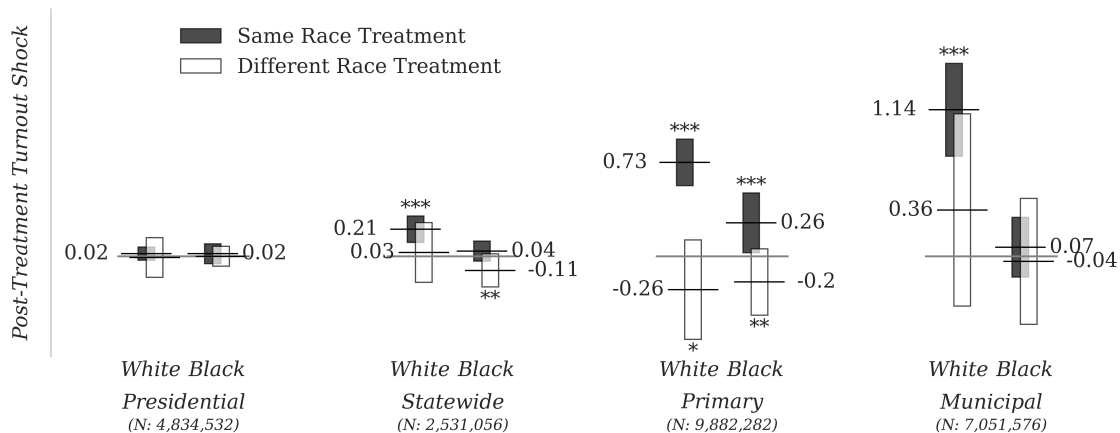 Post-Treatment Turnout Shock
Same Race Treatment
Different Race Treatment
0.02
0.02
***
0.21
0.03
0.04
-0.11
**
***
0.73
***
0.26
-0.26
-0.2
*
**
***
1.14
0.36
0.07
-0.04
White Black
Presidential
(N: 4,834,532)
White Black
Statewide
(N: 2,531,056)
White Black
Primary
(N: 9,882,282)
White Black
Municipal
(N: 7,051,576)